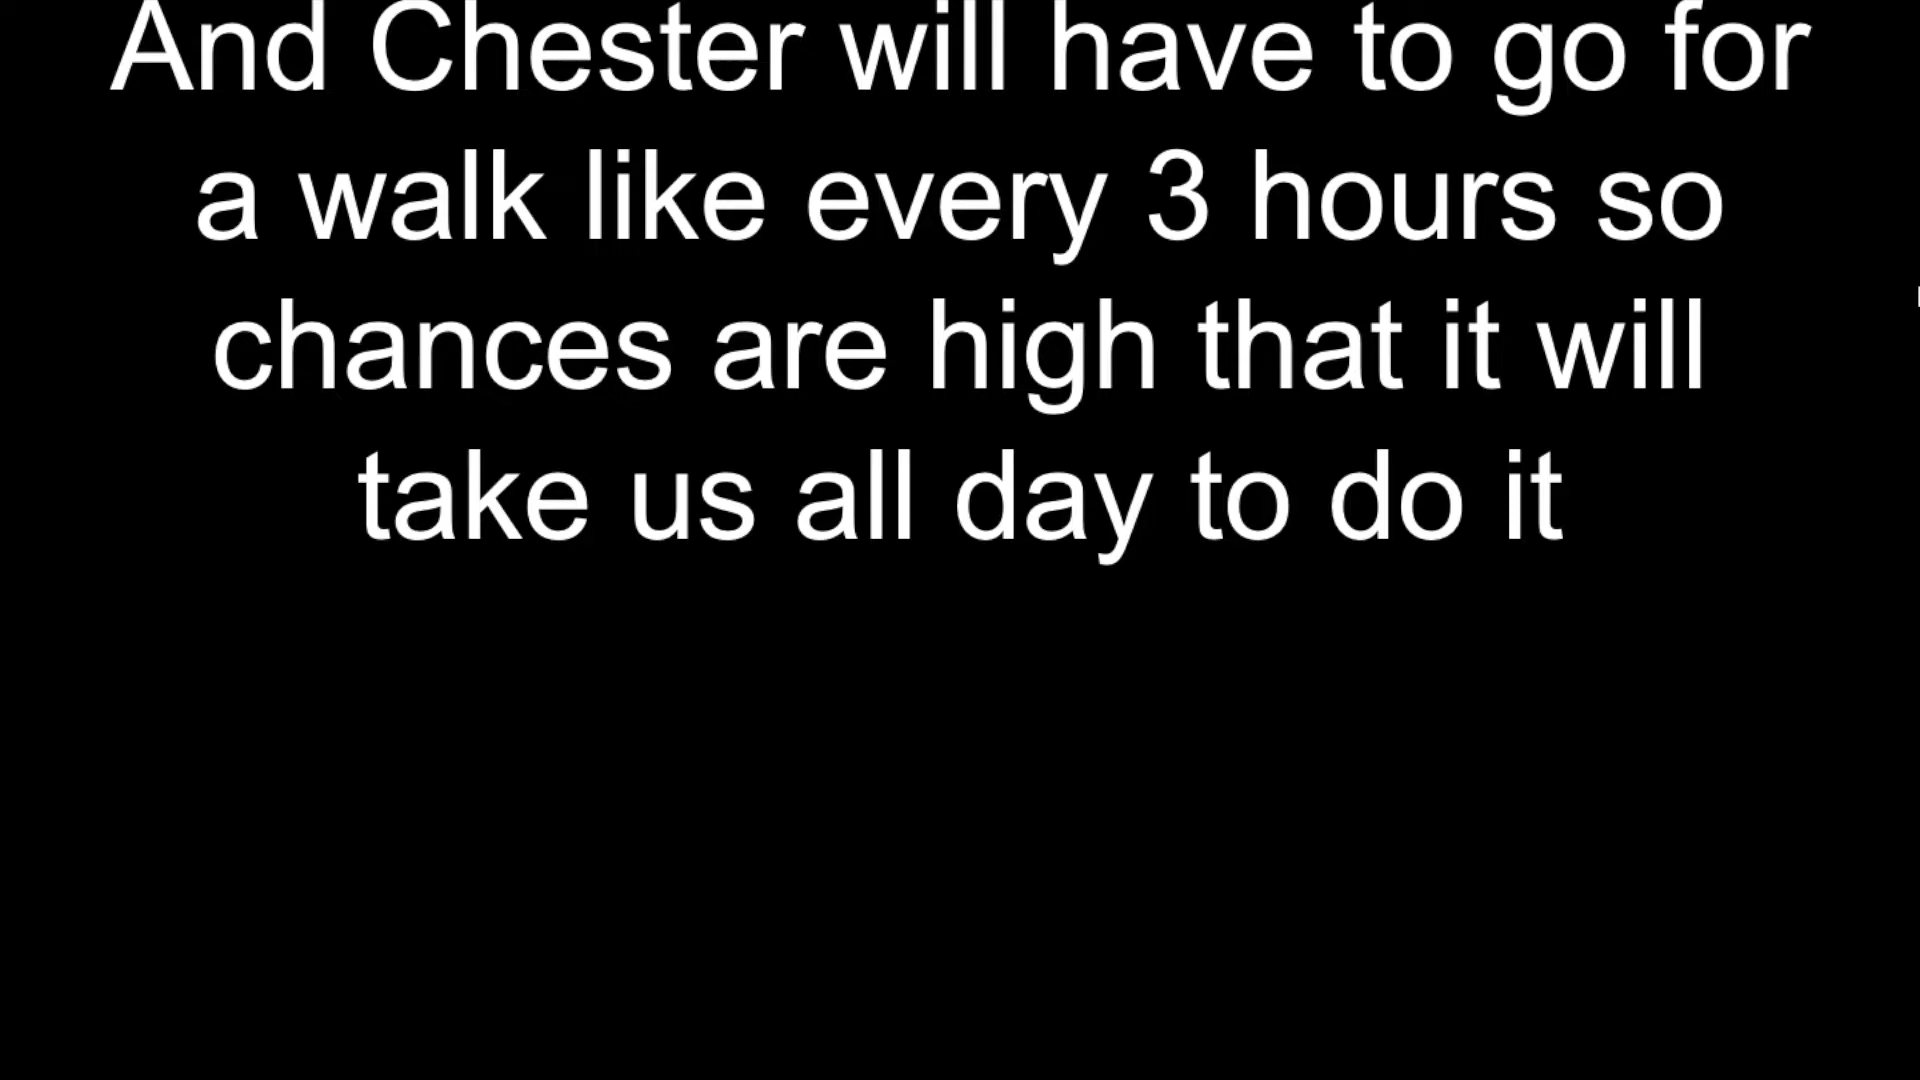 And Chester will have to go for
a walk like every 3 hours so
chances are high that it will
take us all day to do it